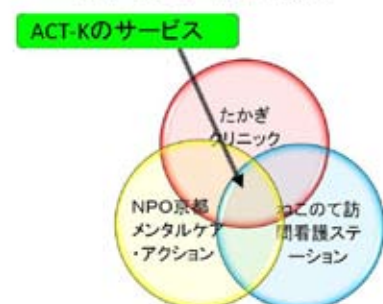 ACT-Kのサービス
たかぎ
クリニック
NPO京都
メンタルケア
・アクション
ねこのて訪
問看護ステ
ーション